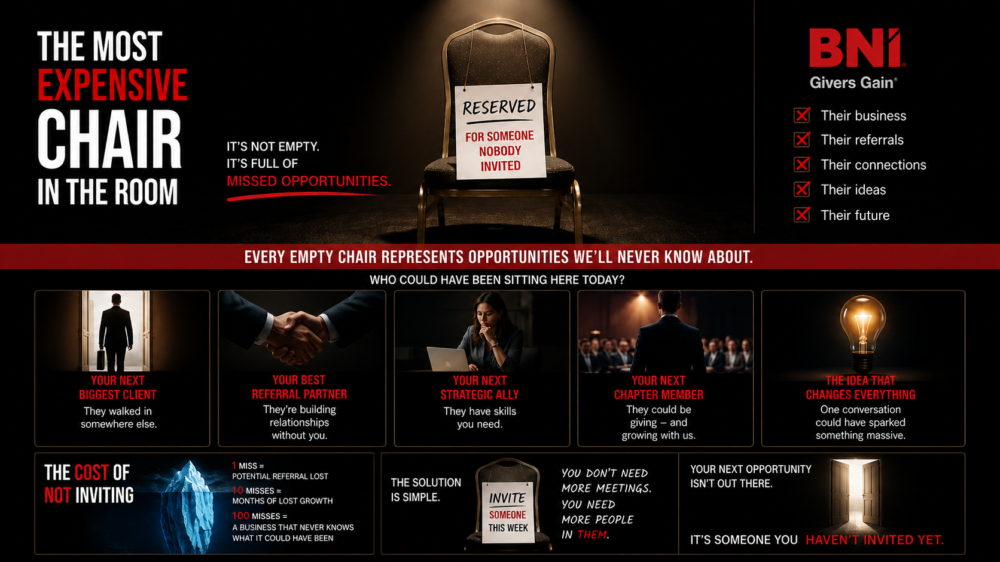 THE MOST
EXPENSIVE
CHAIR
IN THE ROOM
IT'S NOT EMPTY.
IT'S FULL OF
MISSED OPPORTUNITIES.
RESERVED
FOR SOMEONE
NOBODY
INVITED
BNI®
Givers Gain®
Their business
Their referrals
Their connections
Their ideas
Their future
EVERY EMPTY CHAIR REPRESENTS OPPORTUNITIES WE'LL NEVER KNOW ABOUT.
WHO COULD HAVE BEEN SITTING HERE TODAY?
YOUR NEXT
BIGGEST CLIENT
They walked in
somewhere else.
YOUR BEST
REFERRAL PARTNER
They're building
relationships
without you.
YOUR NEXT
STRATEGIC ALLY
They have skills
you need.
YOUR NEXT
CHAPTER MEMBER
They could be
giving – and
growing with us.
THE IDEA THAT
CHANGES EVERYTHING
One conversation
could have sparked
something massive.
THE COST OF
NOT INVITING
1 MISS =
POTENTIAL REFERRAL LOST
10 MISSES =
MONTHS OF LOST GROWTH
100 MISSES =
A BUSINESS THAT NEVER KNOWS
WHAT IT COULD HAVE BEEN
THE SOLUTION
IS SIMPLE.
INVITE
SOMEONE
THIS WEEK
YOU DON'T NEED
MORE MEETINGS.
YOU NEED
MORE PEOPLE
IN THEM.
YOUR NEXT OPPORTUNITY
ISN'T OUT THERE.
IT'S SOMEONE YOU HAVEN'T INVITED YET.